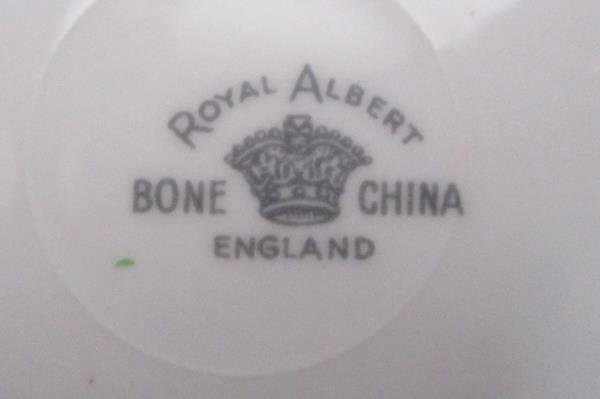 ROYAL ALBERT
BONE CHINA
ENGLAND